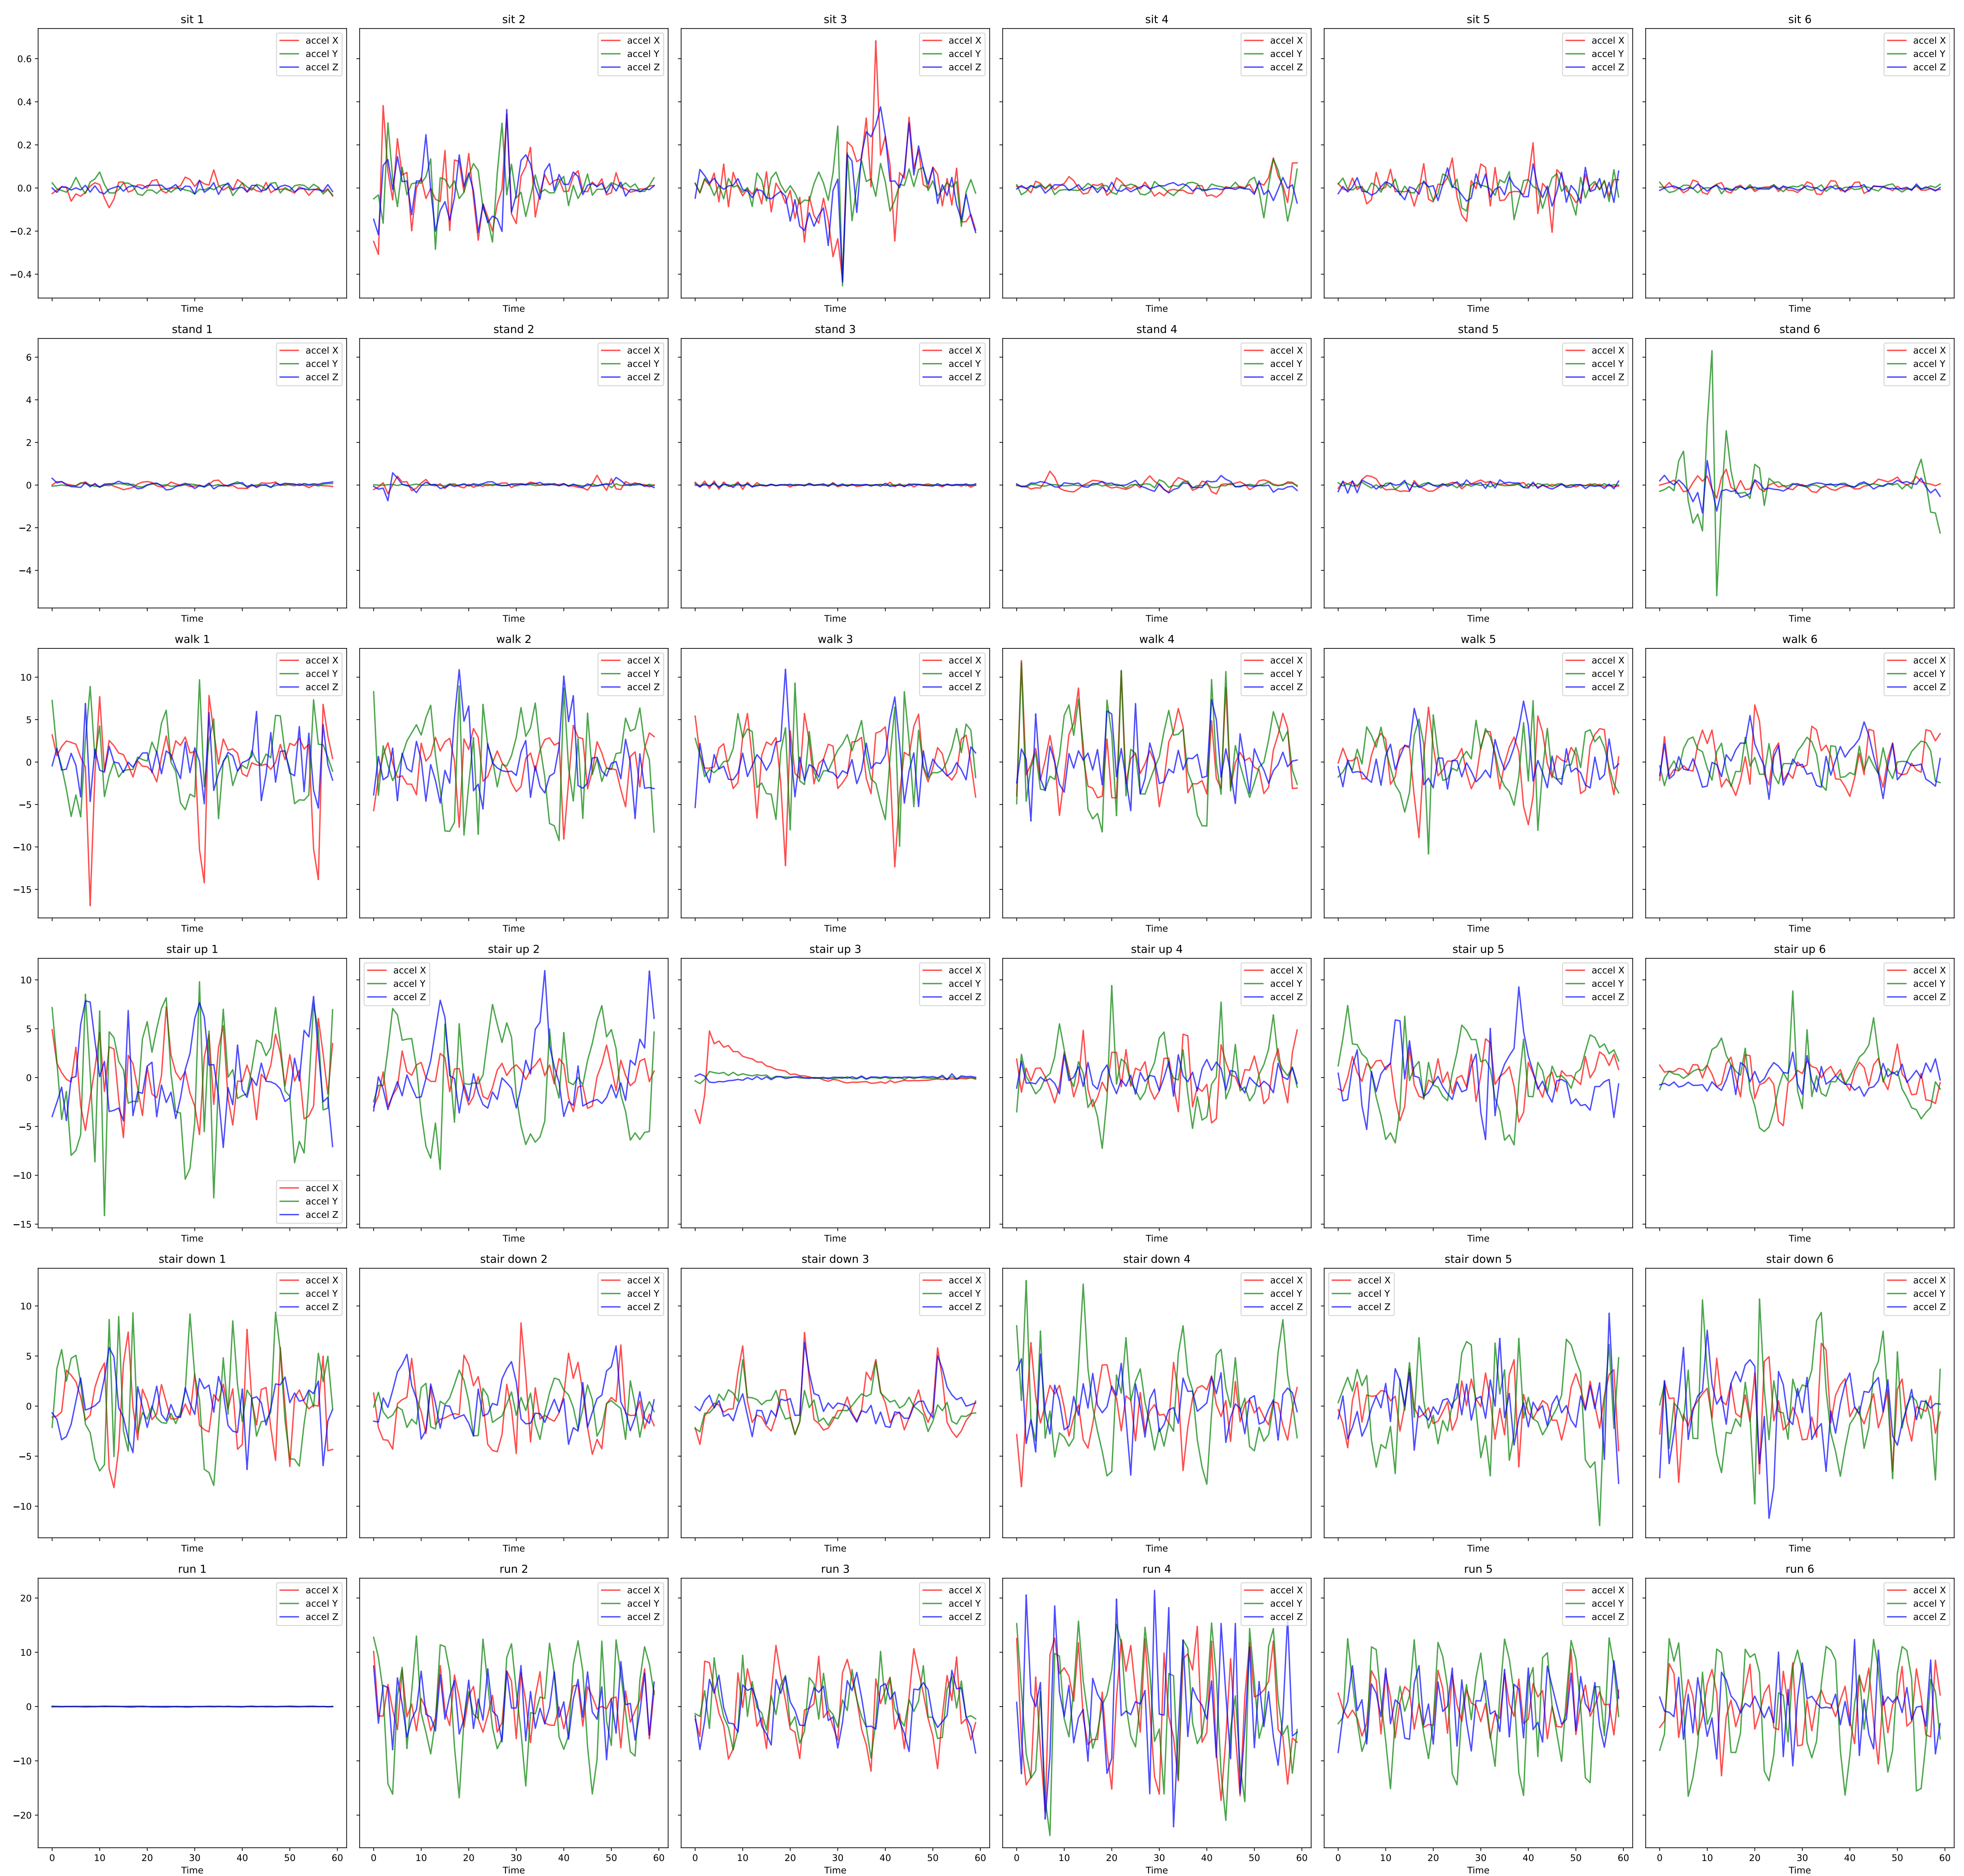 sit 1 sit 2 sit 3 sit 4 sit 5 sit 6
accel X accel X accel X accel X accel X accel X
accel Y accel Y accel Y accel Y accel Y accel Y
accel Z accel Z accel Z accel Z accel Z accel Z
0.6
0.4
0.2
0.0
−0.2
−0.4
Time Time Time Time Time Time
stand 1 stand 2 stand 3 stand 4 stand 5 stand 6
accel X accel X accel X accel X accel X accel X
accel Y accel Y accel Y accel Y accel Y accel Y
accel Z accel Z accel Z accel Z accel Z accel Z
6
4
2
0
−2
−4
Time Time Time Time Time Time
walk 1 walk 2 walk 3 walk 4 walk 5 walk 6
accel X accel X accel X accel X accel X accel X
accel Y accel Y accel Y accel Y accel Y accel Y
accel Z accel Z accel Z accel Z accel Z accel Z
10
5
0
−5
−10
−15
Time Time Time Time Time Time
stair up 1 stair up 2 stair up 3 stair up 4 stair up 5 stair up 6
accel X accel X accel X accel X accel X
accel Y accel Y accel Y accel Y accel Y
accel Z accel Z accel Z accel Z accel Z
10
5
0
−5
−10
−15
accel X
accel Y
accel Z
Time Time Time Time Time Time
stair down 1 stair down 2 stair down 3 stair down 4 stair down 5 stair down 6
accel X accel X accel X accel X accel X accel X
accel Y accel Y accel Y accel Y accel Y accel Y
accel Z accel Z accel Z accel Z accel Z accel Z
10
5
0
−5
−10
Time Time Time Time Time Time
run 1 run 2 run 3 run 4 run 5 run 6
accel X accel X accel X accel X accel X accel X
accel Y accel Y accel Y accel Y accel Y accel Y
accel Z accel Z accel Z accel Z accel Z accel Z
20
10
0
−10
−20
0 10 20 30 40 50 60 0 10 20 30 40 50 60 0 10 20 30 40 50 60 0 10 20 30 40 50 60 0 10 20 30 40 50 60 0 10 20 30 40 50 60
Time Time Time Time Time Time